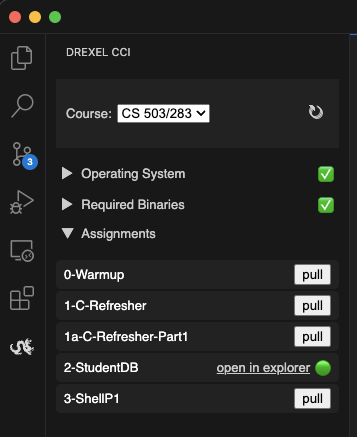 DREXEL CCI
Course: CS 503/283
3
Operating System
Required Binaries
Assignments
0-Warmup pull
1-C-Refresher pull
1a-C-Refresher-Part1 pull
2-StudentDB open in explorer
3-ShellP1 pull